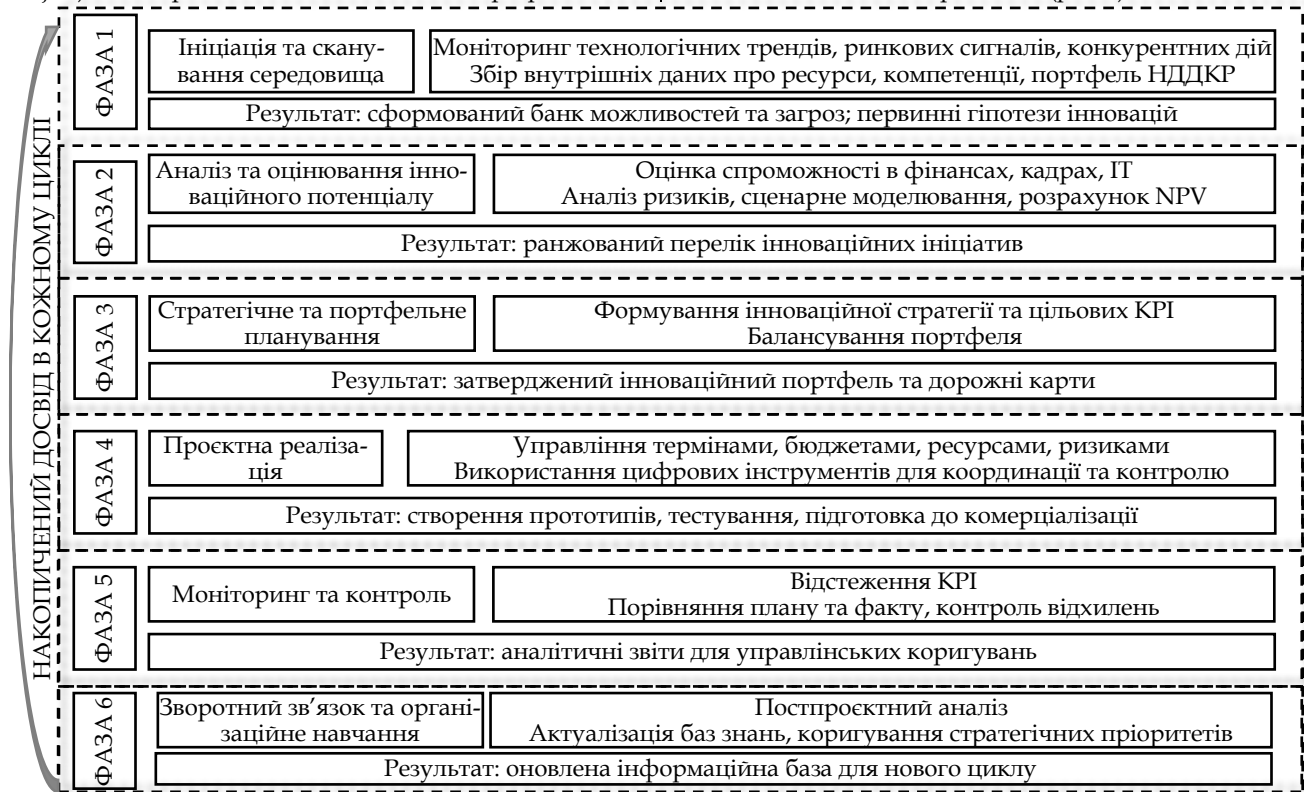 НАКОПИЧЕНИЙ ДОСВІД В КОЖНОМУ ЦИКЛІ
ФАЗА 1
Ініціація та скану-
вання середовища
Моніторинг технологічних трендів, ринкових сигналів, конкурентних дій
Збір внутрішніх даних про ресурси, компетенції, портфель НДДКР
Результат: сформований банк можливостей та загроз; первинні гіпотези інновацій
ФАЗА 2
Аналіз та оцінювання інно-
ваційного потенціалу
Оцінка спроможності в фінансах, кадрах, ІТ
Аналіз ризиків, сценарне моделювання, розрахунок NPV
Результат: ранжований перелік інноваційних ініціатив
ФАЗА 3
Стратегічне та портфельне
планування
Формування інноваційної стратегії та цільових KPI
Балансування портфеля
Результат: затверджений інноваційний портфель та дорожні карти
ФАЗА 4
Проєктна реаліза-
ція
Управління термінами, бюджетами, ресурсами, ризиками
Використання цифрових інструментів для координації та контролю
Результат: створення прототипів, тестування, підготовка до комерціалізації
ФАЗА 5
Моніторинг та контроль
Відстеження KPI
Порівняння плану та факту, контроль відхилень
Результат: аналітичні звіти для управлінських коригувань
ФАЗА 6
Зворотний зв’язок та органі-
заційне навчання
Постпроєктний аналіз
Актуалізація баз знань, коригування стратегічних пріоритетів
Результат: оновлена інформаційна база для нового циклу